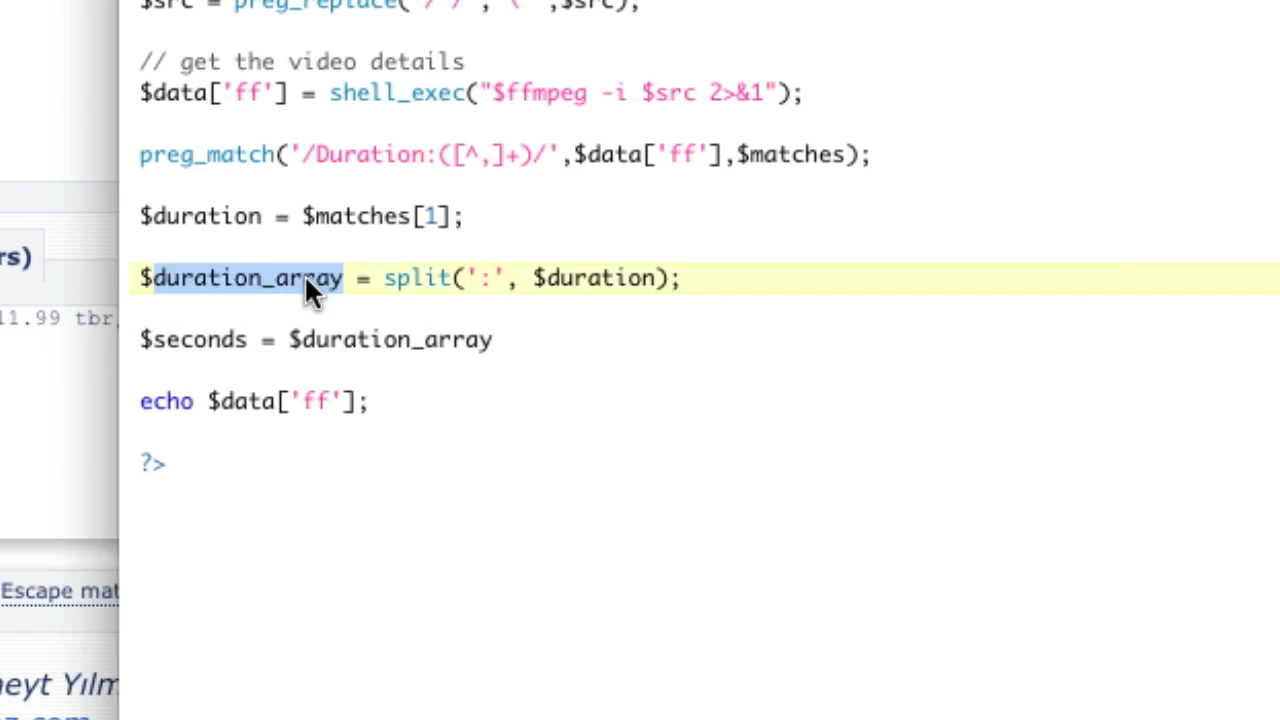 // get the video details
$data['ff'] = shell_exec("$ffmpeg -i $src 2>&1");
preg_match('/Duration:([^,]+)/',$data['ff'],$matches);
$duration = $matches[1];
rs)
$duration_array = split(':', $duration);
11.99 tbr,
$seconds = $duration_array
echo $data['ff'];
?>
Escape mat
neyt Yılm